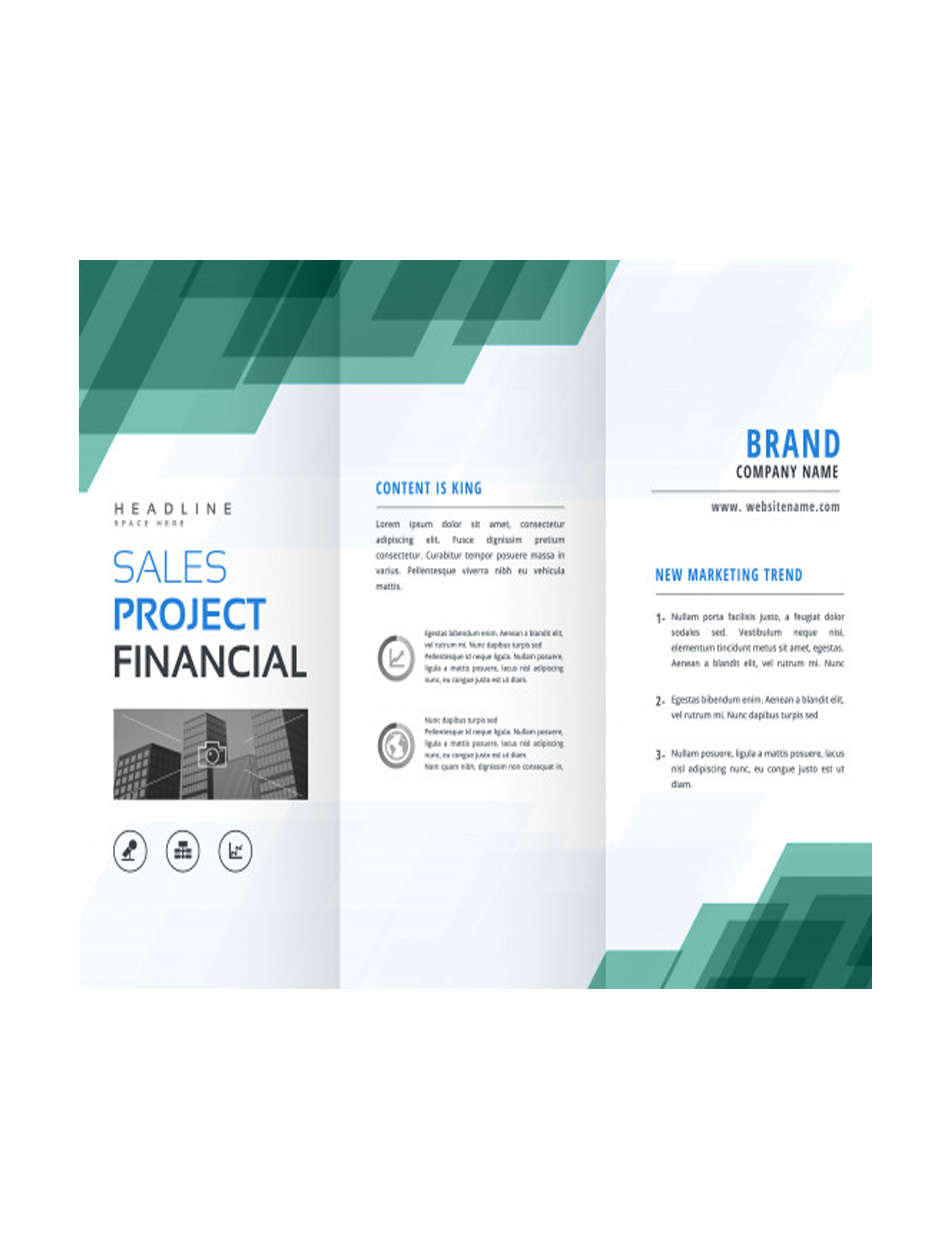 HEADLINE
SPACE HERE
SALES
PROJECT
FINANCIAL
CONTENT IS KING
Lorem ipsum dolor sit amet, consectetur
adipiscing elit. Fusce dignissim pretium
consectetur. Curabitur tempor posuere massa in
varius. Pellentesque viverra nibh eu vehicula
mattis.
Egestas bibendum enim. Aenean a blandit elit,
vel rutrum mi. Nunc dapibus turpis sed
Pellentesque id neque ligula. Nullam posuere,
ligula a mattis posuere, lacus nisl adipiscing
nunc, eu congue justo est ut diam.
Nunc dapibus turpis sed
Pellentesque id neque ligula. Nullam posuere,
ligula a mattis posuere, lacus nisl adipiscing
nunc, eu congue justo est ut diam.
Nam quam nibh, dignissim non consequat in,
BRAND
COMPANY NAME
www. websitename.com
NEW MARKETING TREND
1- Nullam porta facilisis justo, a feugiat dolor
sodales sed. Vestibulum neque nisi,
elementum tincidunt metus sit amet, egestas.
Aenean a blandit elit, vel rutrum mi. Nunc
2- Egestas bibendum enim. Aenean a blandit elit,
vel rutrum mi. Nunc dapibus turpis sed
3- Nullam posuere, ligula a mattis posuere, lacus
nisl adipiscing nunc, eu congue justo est ut
diam.